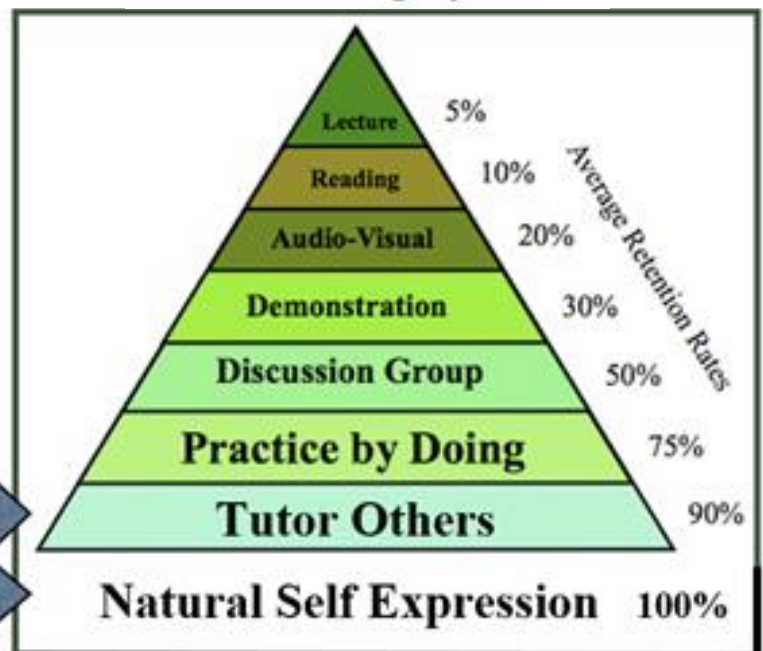 Lecture 5%
Reading 10%
Audio-Visual 20%
Demonstration 30%
Discussion Group 50%
Practice by Doing 75%
Tutor Others 90%
Natural Self Expression 100%
Average Retention Rates